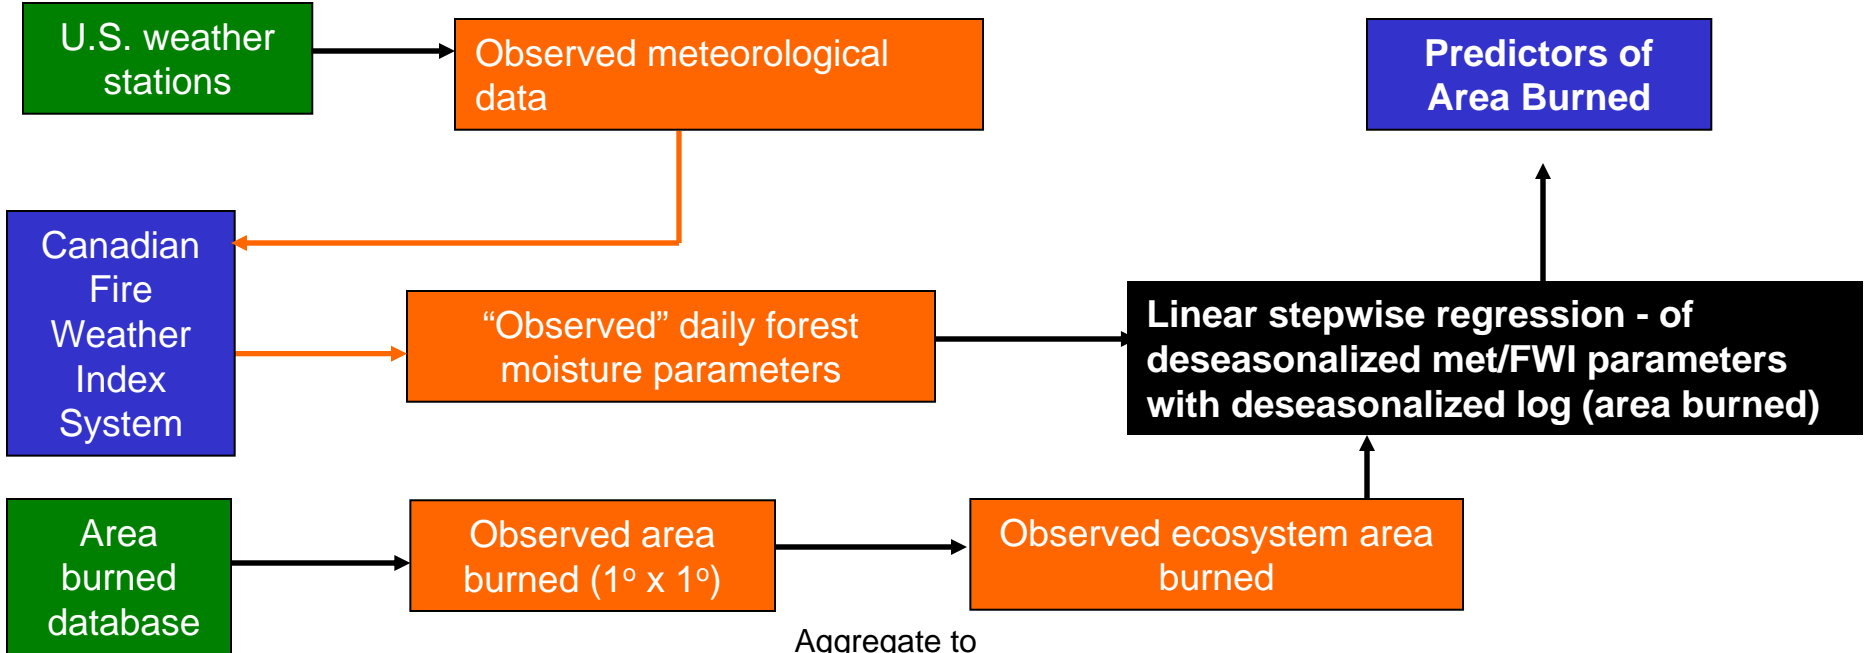 U.S. weather
stations
Observed meteorological
data
Predictors of
Area Burned
Canadian
Fire
Weather
Index
System
“Observed” daily forest
moisture parameters
Linear stepwise regression - of
deseasonalized met/FWI parameters
with deseasonalized log (area burned)
Area
burned
database
Observed area
burned (1º x 1º)
Observed ecosystem area
burned
Aggregate to